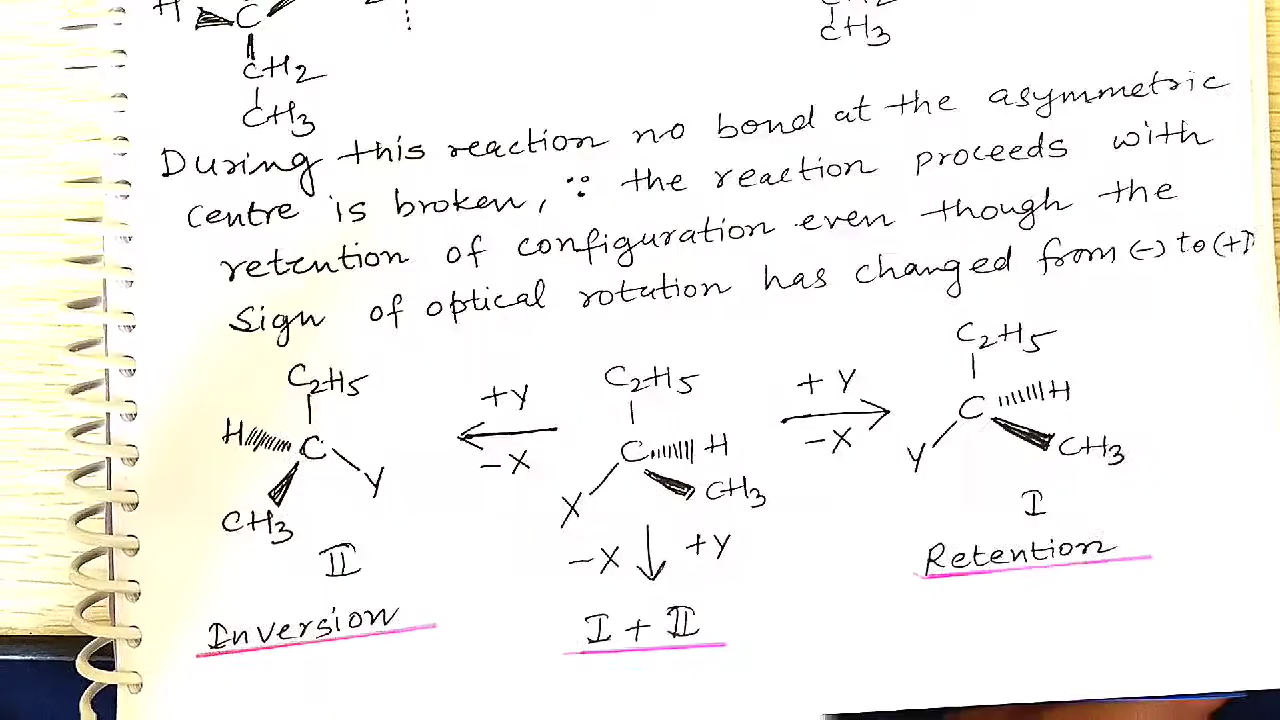 H C
CH2
CH2
CH3
CH3
During this reaction no bond at the asymmetric
centre is broken, ∵ the reaction proceeds with
retention of configuration even though the
sign of optical rotation has changed from (-) to (+)
C2H5
H C
CH3 Y
II
Inversion
+Y
-X
C2H5
C H
X CH3
-X +Y
I + II
+ Y
-X
C2H5
C H
Y CH3
I
Retention